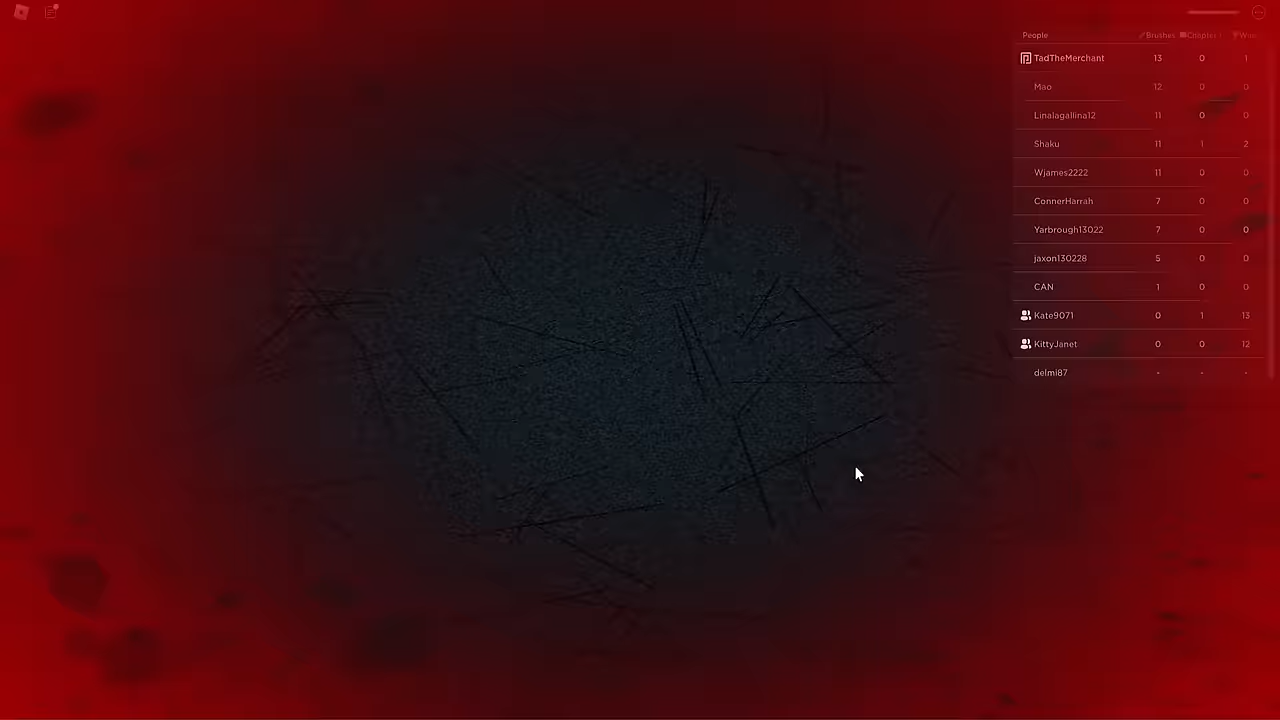 People Brushes Chapter
TadTheMerchant 13 0 1
Mao 12 0 0
Linalagallina12 11 0 0
Shaku 11 1 2
Wjames2222 11 0 0
ConnerHarrah 7 0 0
Yarbrough13022 7 0 0
jaxon130228 5 0 0
CAN 1 0 0
Kate9071 0 1 13
KittyJanet 0 0 12
delmi87 - - -